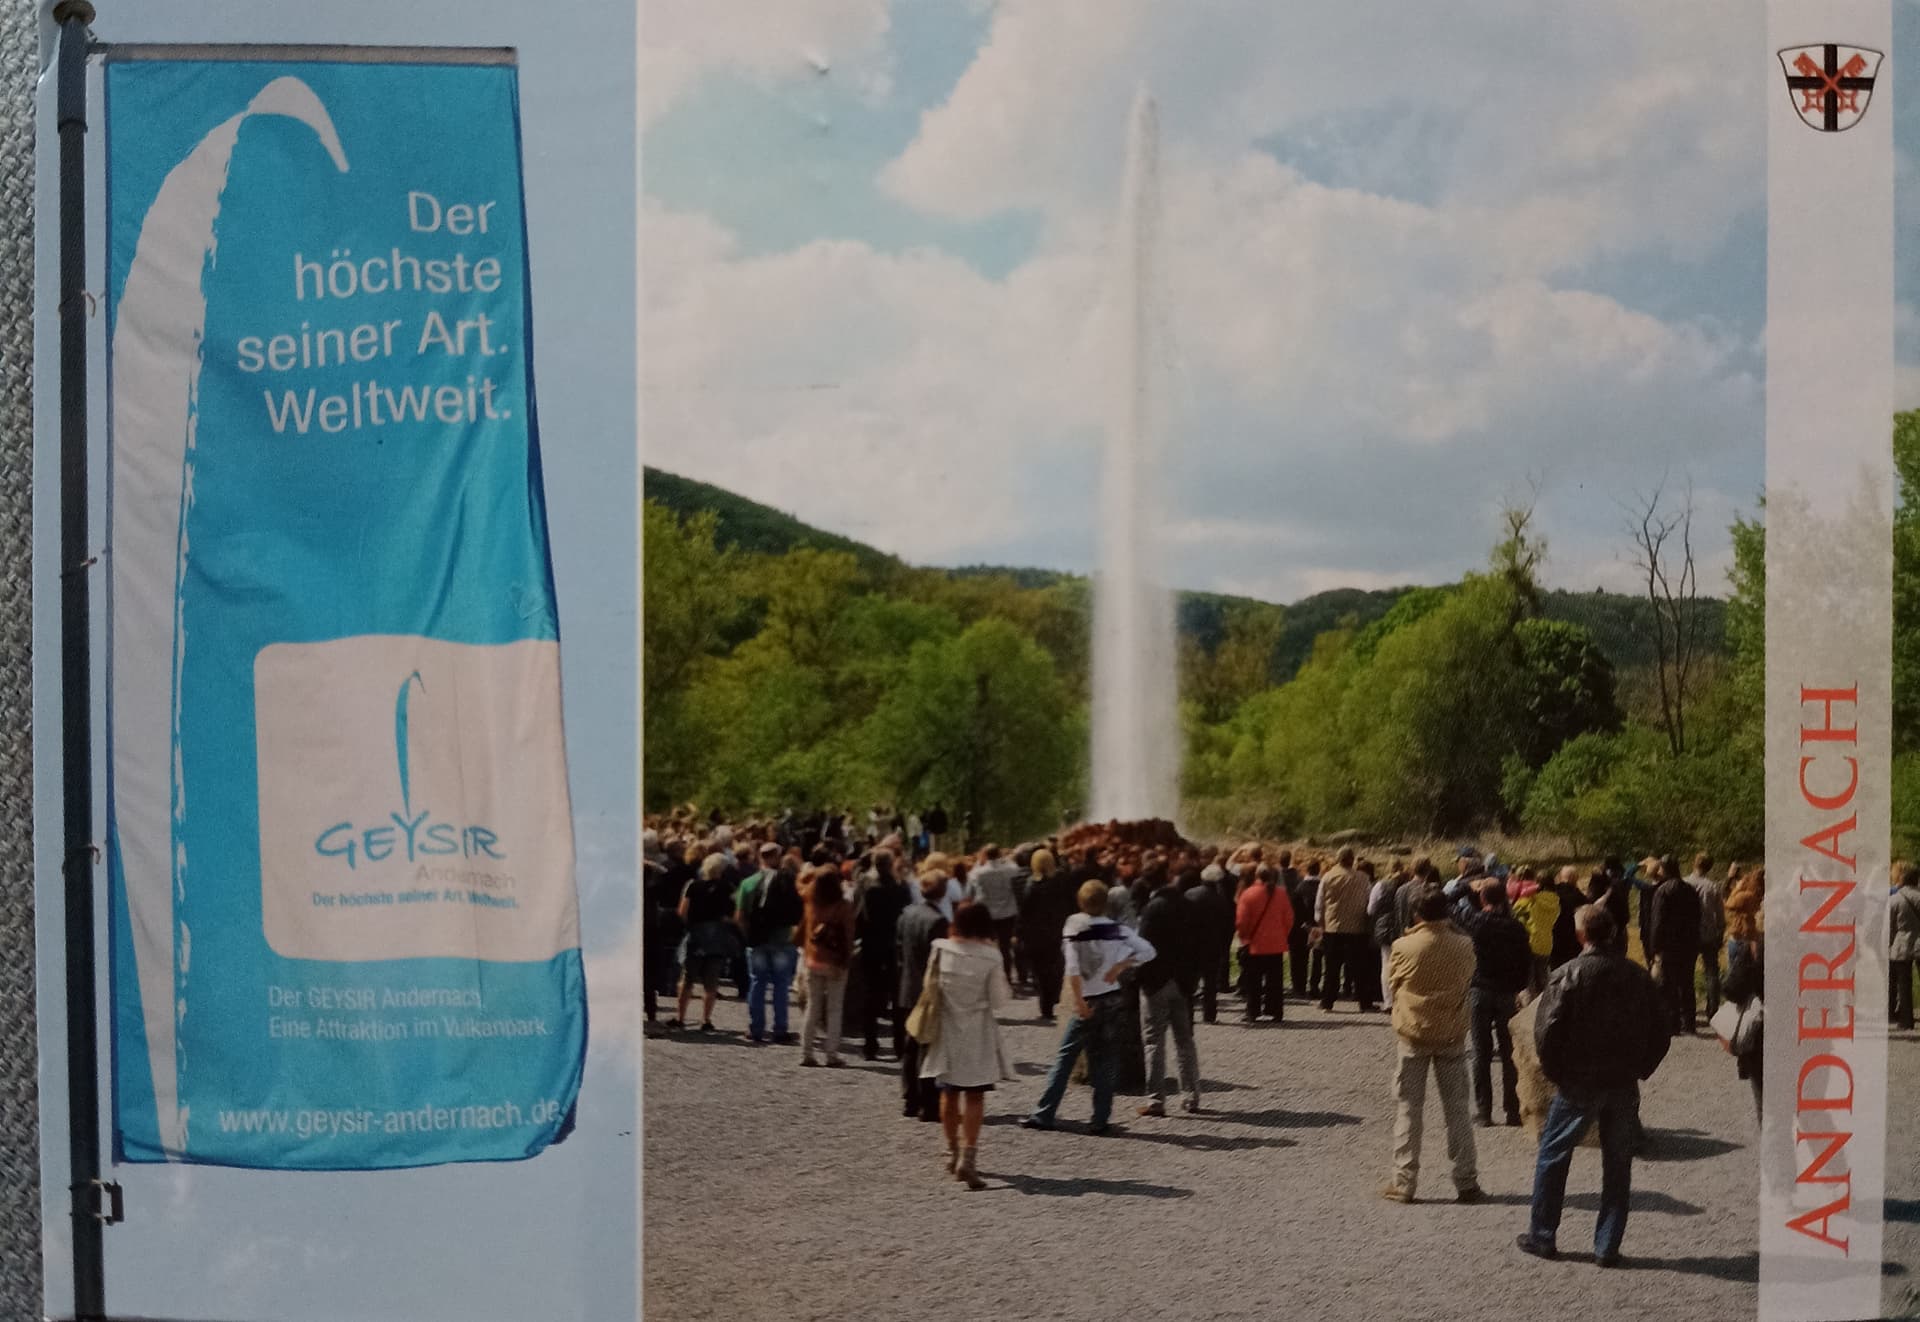 Der
höchste
seiner Art.
Weltweit.
GEYSIR
Andernach
Der höchste seiner Art. Weltweit.
Der GEYSIR Andernach.
Eine Attraktion im Vulkanpark.
www.geysir-andernach.de
ANDERNACH